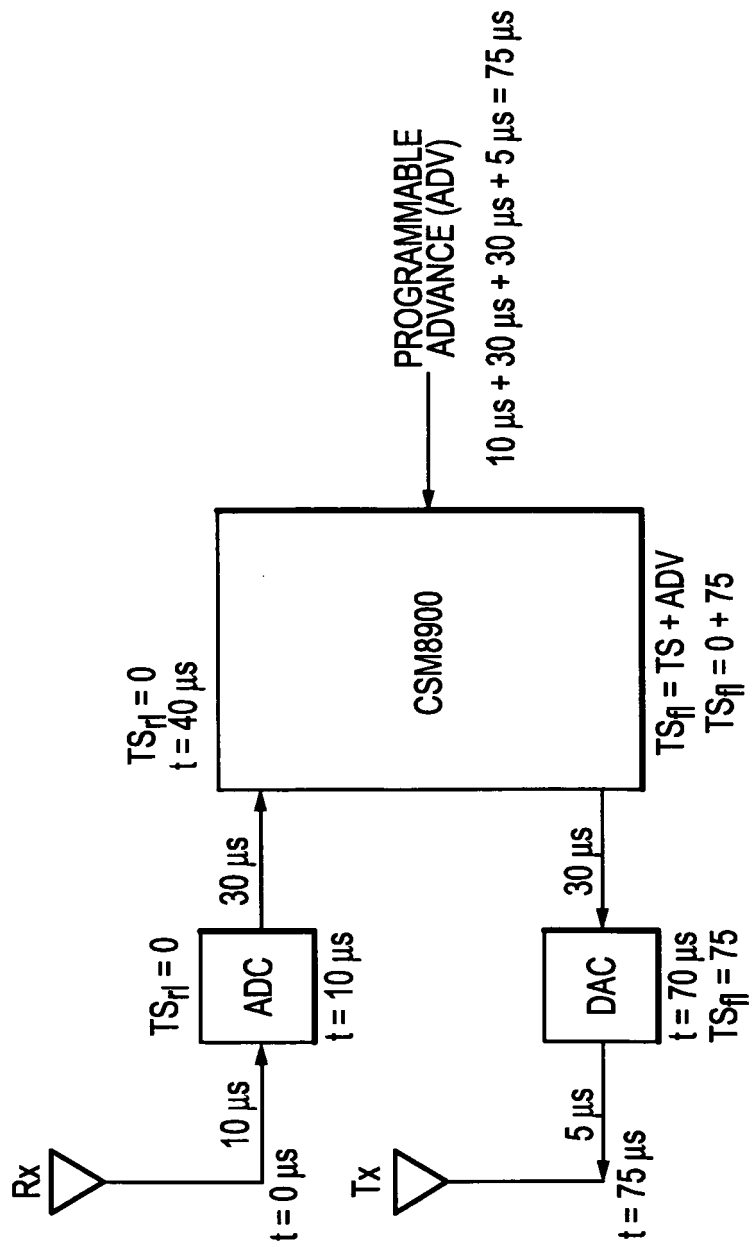 Rx
t = 0 µs
10 µs
TSrl = 0
ADC
t = 10 µs
30 µs
TSrl = 0
t = 40 µs
CSM8900
PROGRAMMABLE
ADVANCE (ADV)
10 µs + 30 µs + 30 µs + 5 µs = 75 µs
TSfl = TS + ADV
TSfl = 0 + 75
30 µs
DAC
t = 70 µs
TSfl = 75
5 µs
Tx
t = 75 µs